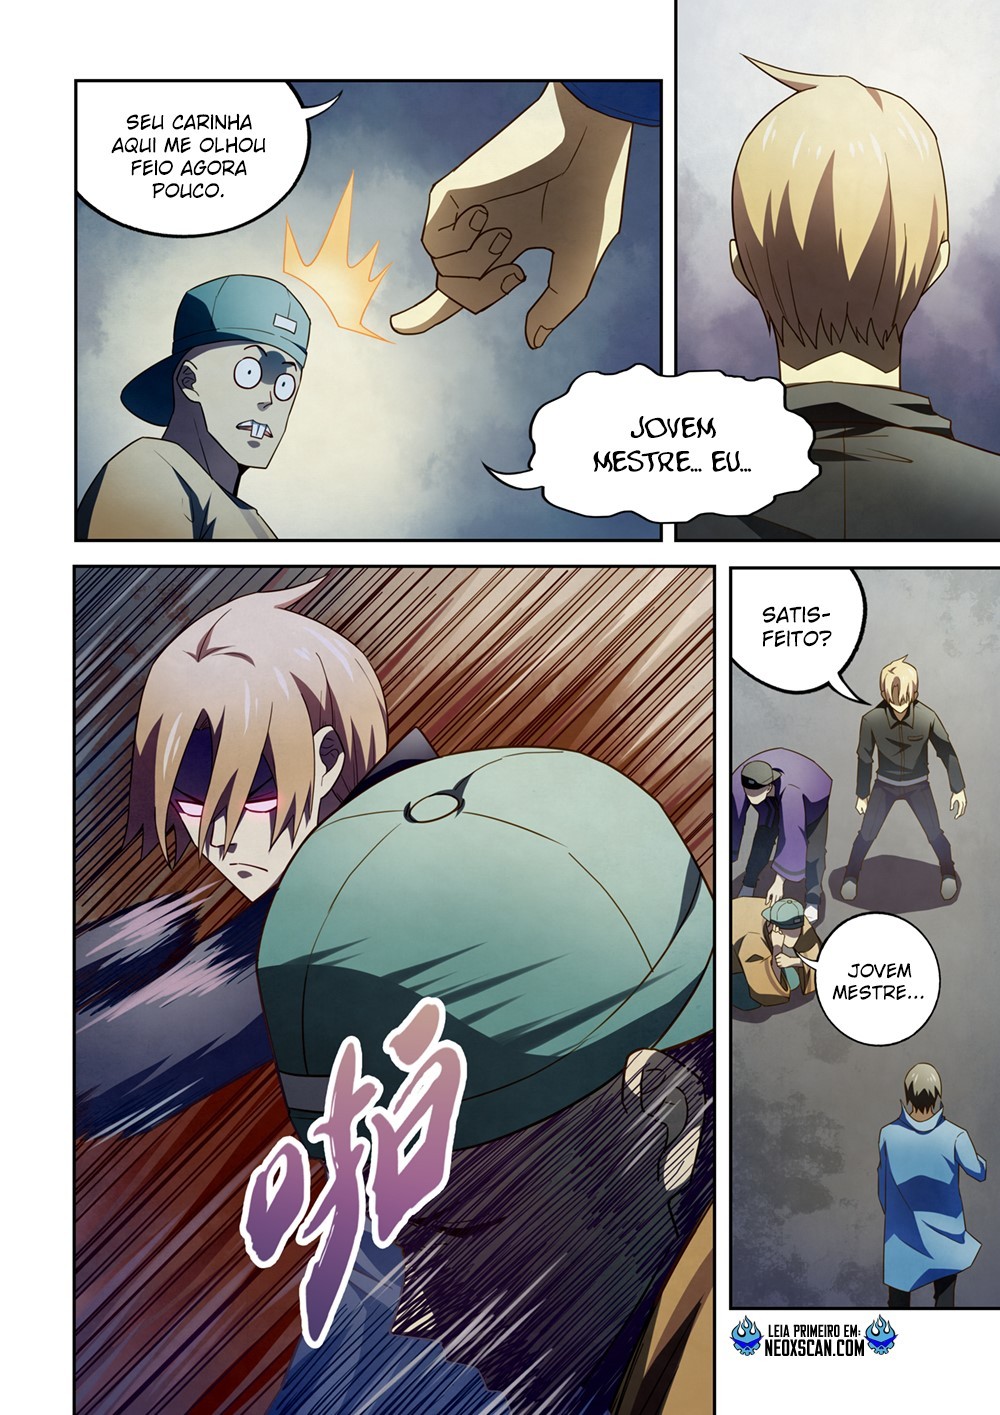 SEU CARINHA
AQUI ME OLHOU
FEIO AGORA
POUCO.
JOVEM
MESTRE... EU...
啪
SATIS-
FEITO?
JOVEM
MESTRE...
LEIA PRIMEIRO EM:
NEOXSCAN.COM